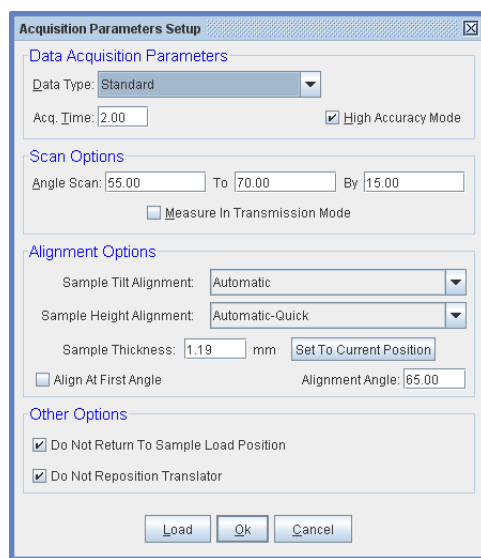 Acquisition Parameters Setup
Data Acquisition Parameters
Data Type: Standard
Acq. Time: 2.00 High Accuracy Mode
Scan Options
Angle Scan: 55.00 To 70.00 By 15.00
Measure In Transmission Mode
Alignment Options
Sample Tilt Alignment: Automatic
Sample Height Alignment: Automatic-Quick
Sample Thickness: 1.19 mm Set To Current Position
Align At First Angle Alignment Angle: 65.00
Other Options
Do Not Return To Sample Load Position
Do Not Reposition Translator
Load Ok Cancel